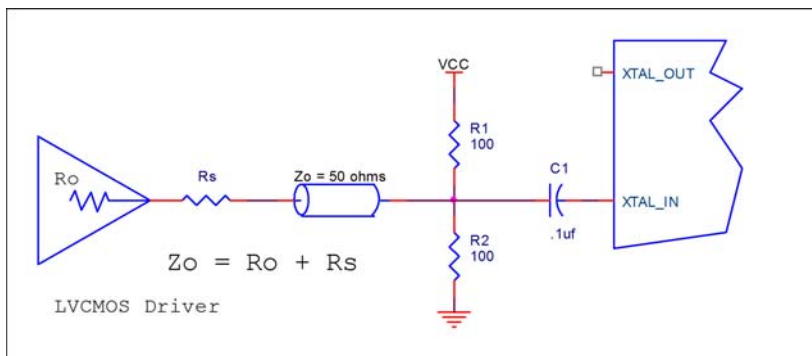 VCC
XTAL_OUT
R1
100
Ro
Rs
Zo = 50 ohms
C1
XTAL_IN
.1uf
R2
100
Zo = Ro + Rs
LVCMOS Driver